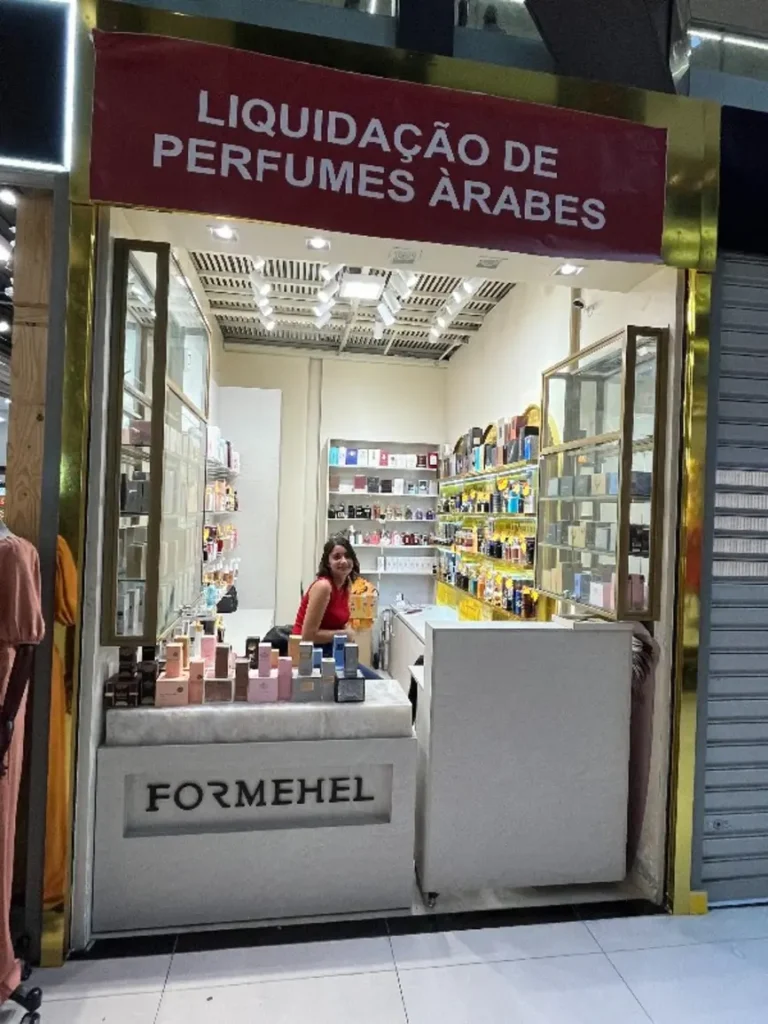 LIQUIDAÇÃO DE
PERFUMES ÀRABES
FORMEHEL